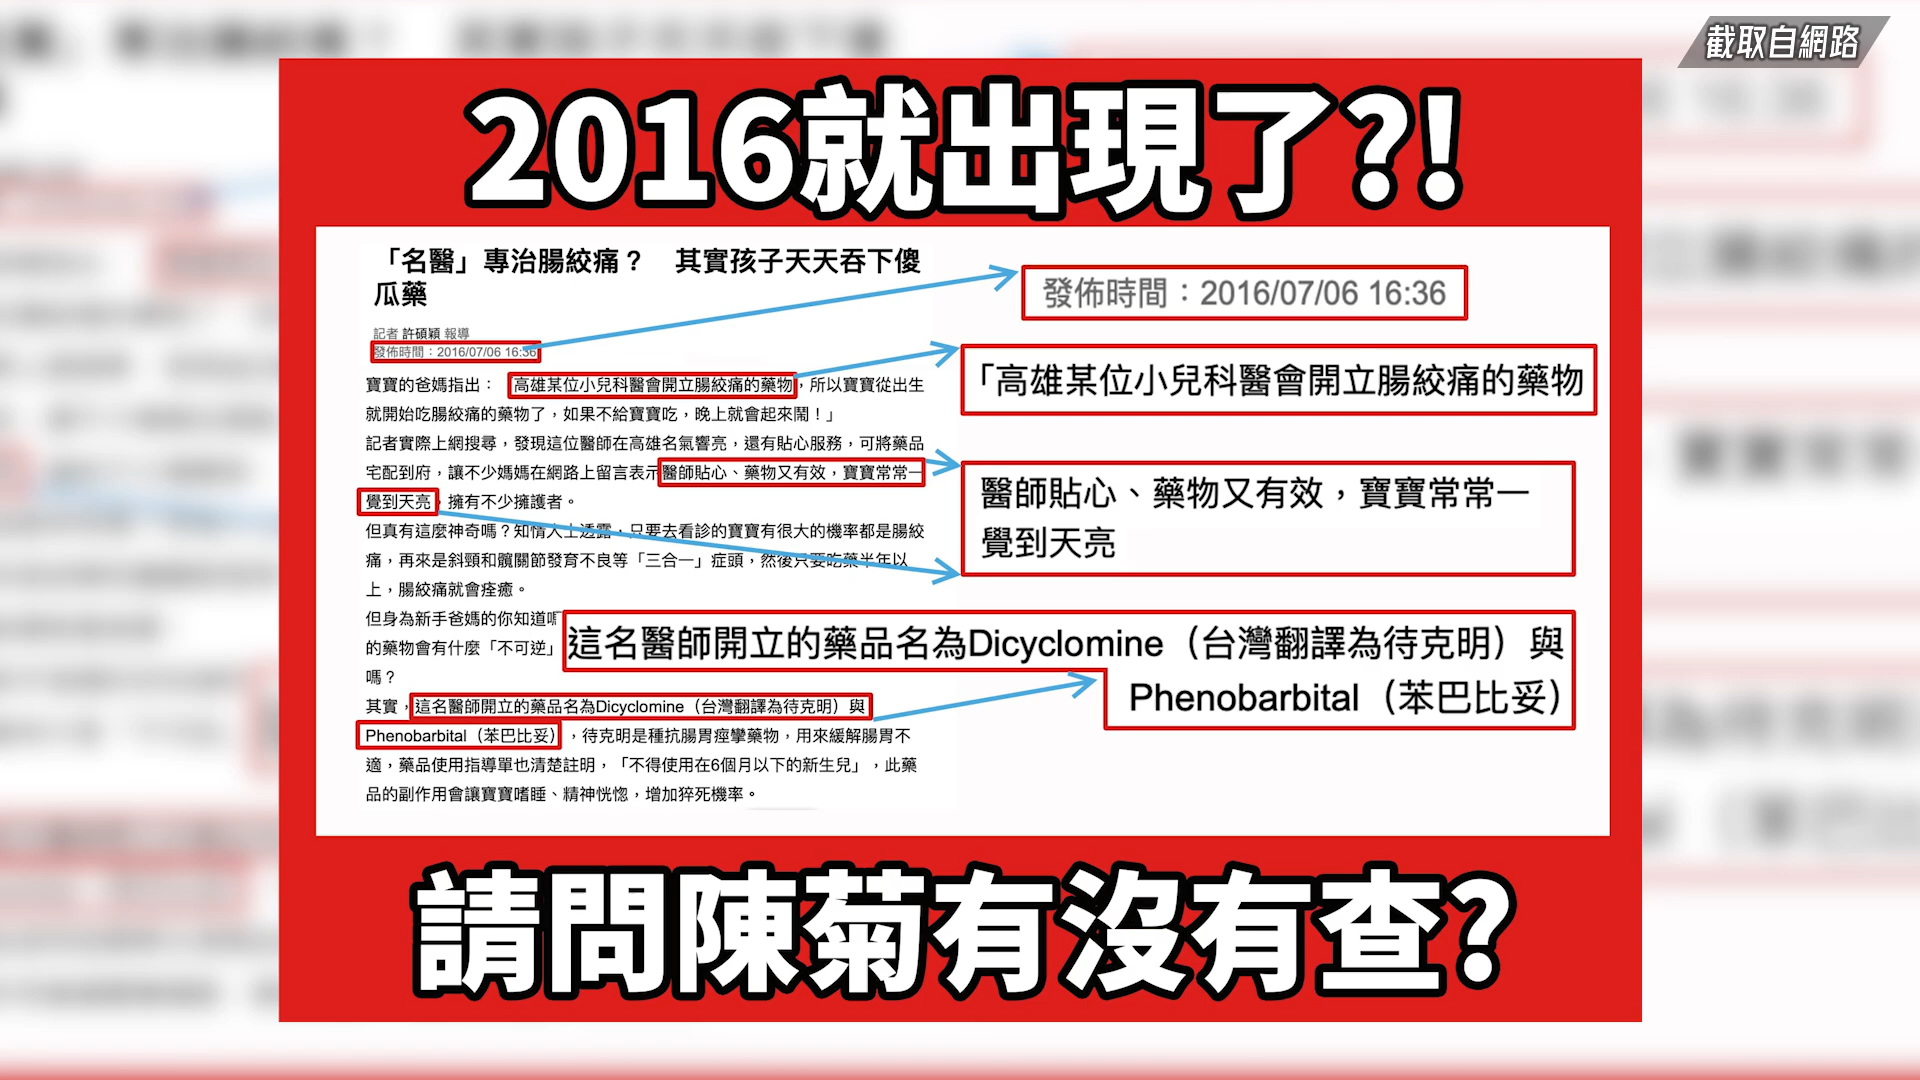 截取自網路
2016就出現了?!
「名醫」專治腸絞痛？　其實孩子天天吞下傻
瓜藥
記者 許碩穎 報導
發佈時間：2016/07/06 16:36
寶寶的爸媽指出：「高雄某位小兒科醫會開立腸絞痛的藥物，所以寶寶從出生
就開始吃腸絞痛的藥物了，如果不給寶寶吃，晚上就會起來鬧！」
記者實際上網搜尋，發現這位醫師在高雄名氣響亮，還有貼心服務，可將藥品
宅配到府，讓不少媽媽在網路上留言表示醫師貼心、藥物又有效，寶寶常常一
覺到天亮，擁有不少擁護者。
但真有這麼神奇嗎？知情人士透露，只要去看診的寶寶有很大的機率都是腸絞
痛，再來是斜頸和髖關節發育不良等「三合一」症頭，然後只要吃藥半年以
上，腸絞痛就會痊癒。
但身為新手爸媽的你知道嗎
的藥物會有什麼「不可逆」
嗎？
其實，這名醫師開立的藥品名為Dicyclomine（台灣翻譯為待克明）與
Phenobarbital（苯巴比妥），待克明是種抗腸胃痙攣藥物，用來緩解腸胃不
適，藥品使用指導單也清楚註明，「不得使用在6個月以下的新生兒」，此藥
品的副作用會讓寶寶嗜睡、精神恍惚，增加猝死機率。
發佈時間：2016/07/06 16:36
「高雄某位小兒科醫會開立腸絞痛的藥物
醫師貼心、藥物又有效，寶寶常常一
覺到天亮
這名醫師開立的藥品名為Dicyclomine（台灣翻譯為待克明）與
Phenobarbital（苯巴比妥）
請問陳菊有沒有查?